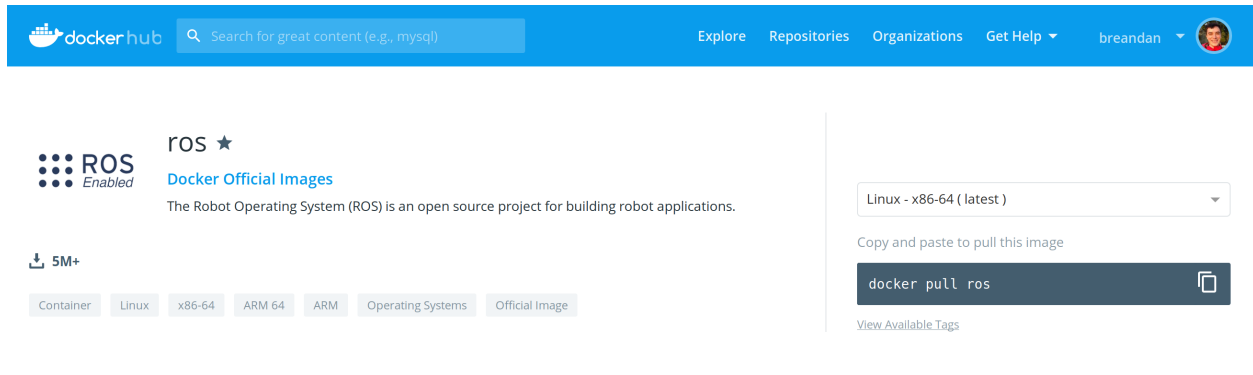 dockerhub
Search for great content (e.g., mysql)
Explore
Repositories
Organizations
Get Help
breandan
ROS
Enabled
ros
Docker Official Images
The Robot Operating System (ROS) is an open source project for building robot applications.
5M+
Container
Linux
x86-64
ARM 64
ARM
Operating Systems
Official Image
Linux - x86-64 ( latest )
Copy and paste to pull this image
docker pull ros
View Available Tags